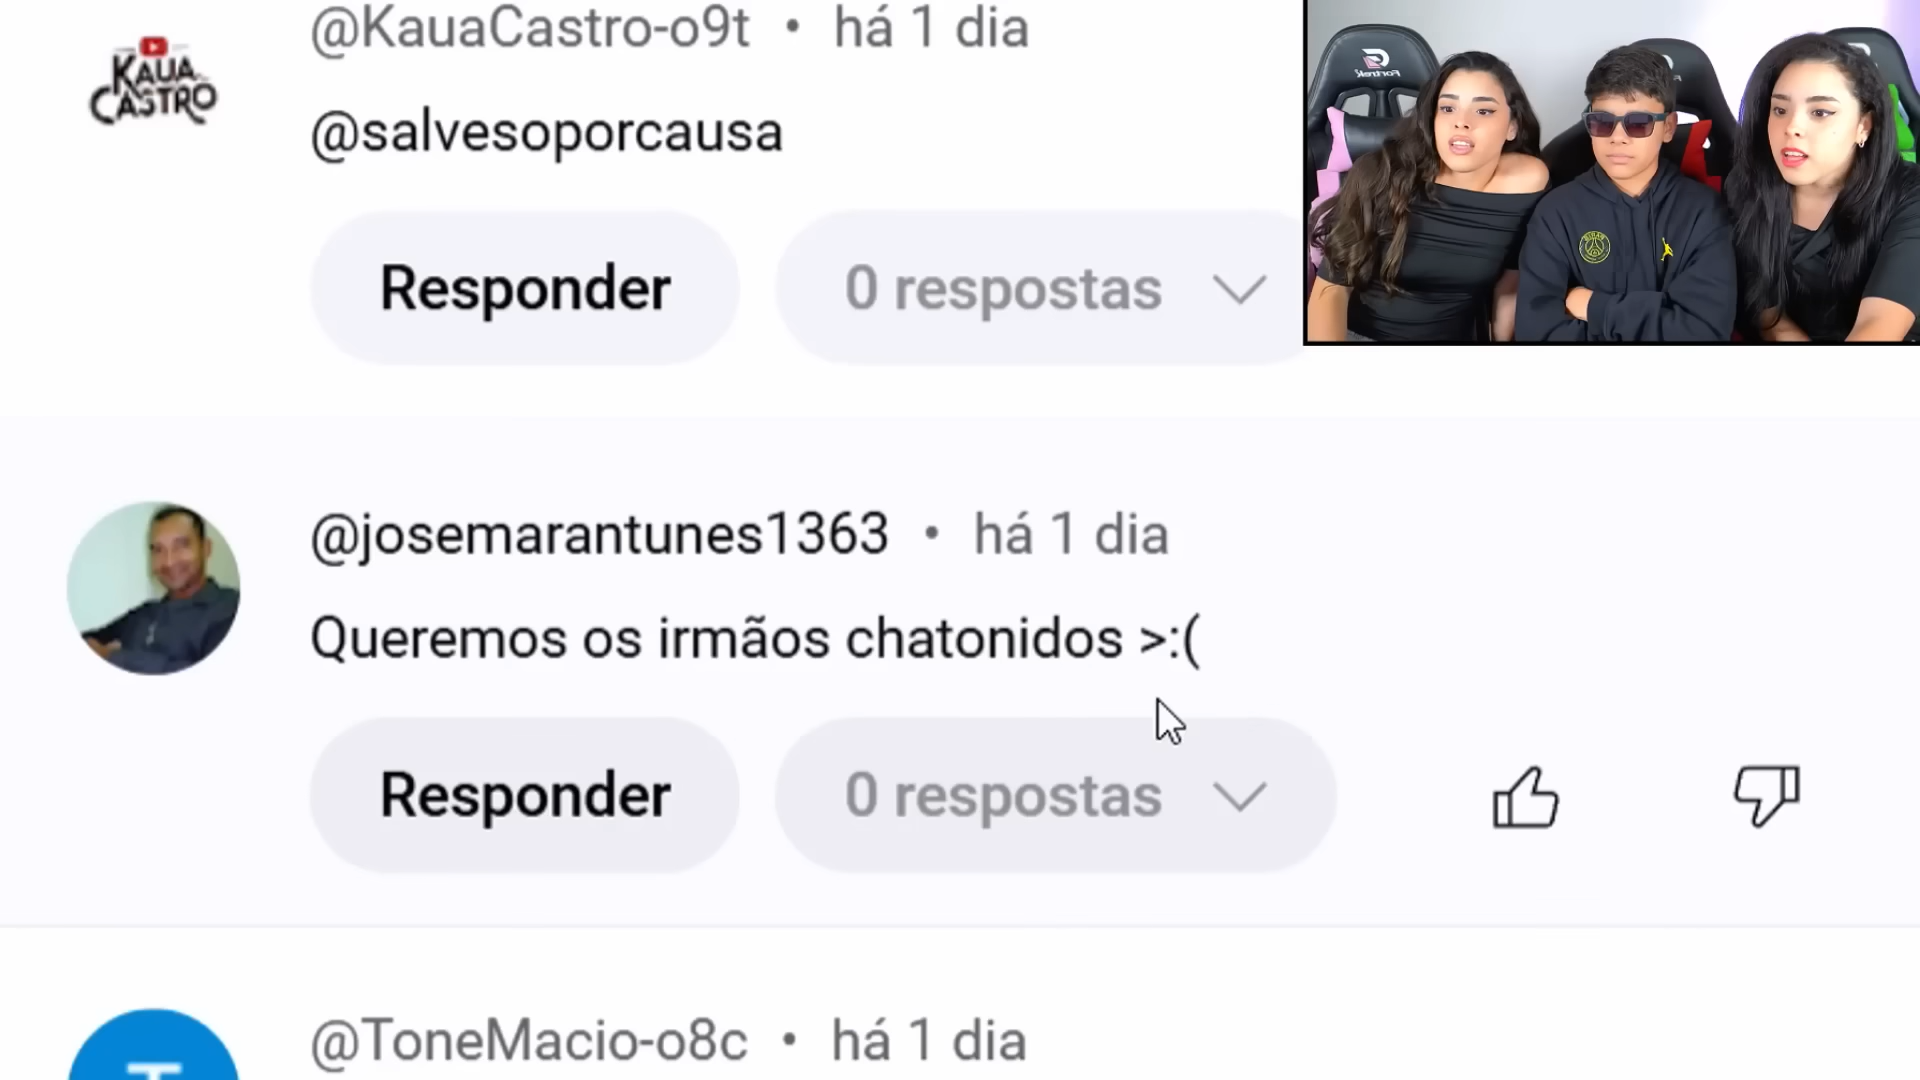 @KauaCastro-o9t • há 1 dia
KAUA
CASTRO
@salvesoporcausa
Responder
0 respostas
@josemarantunes1363 • há 1 dia
Queremos os irmãos chatonidos >:(
Responder
0 respostas
T
@ToneMacio-o8c • há 1 dia